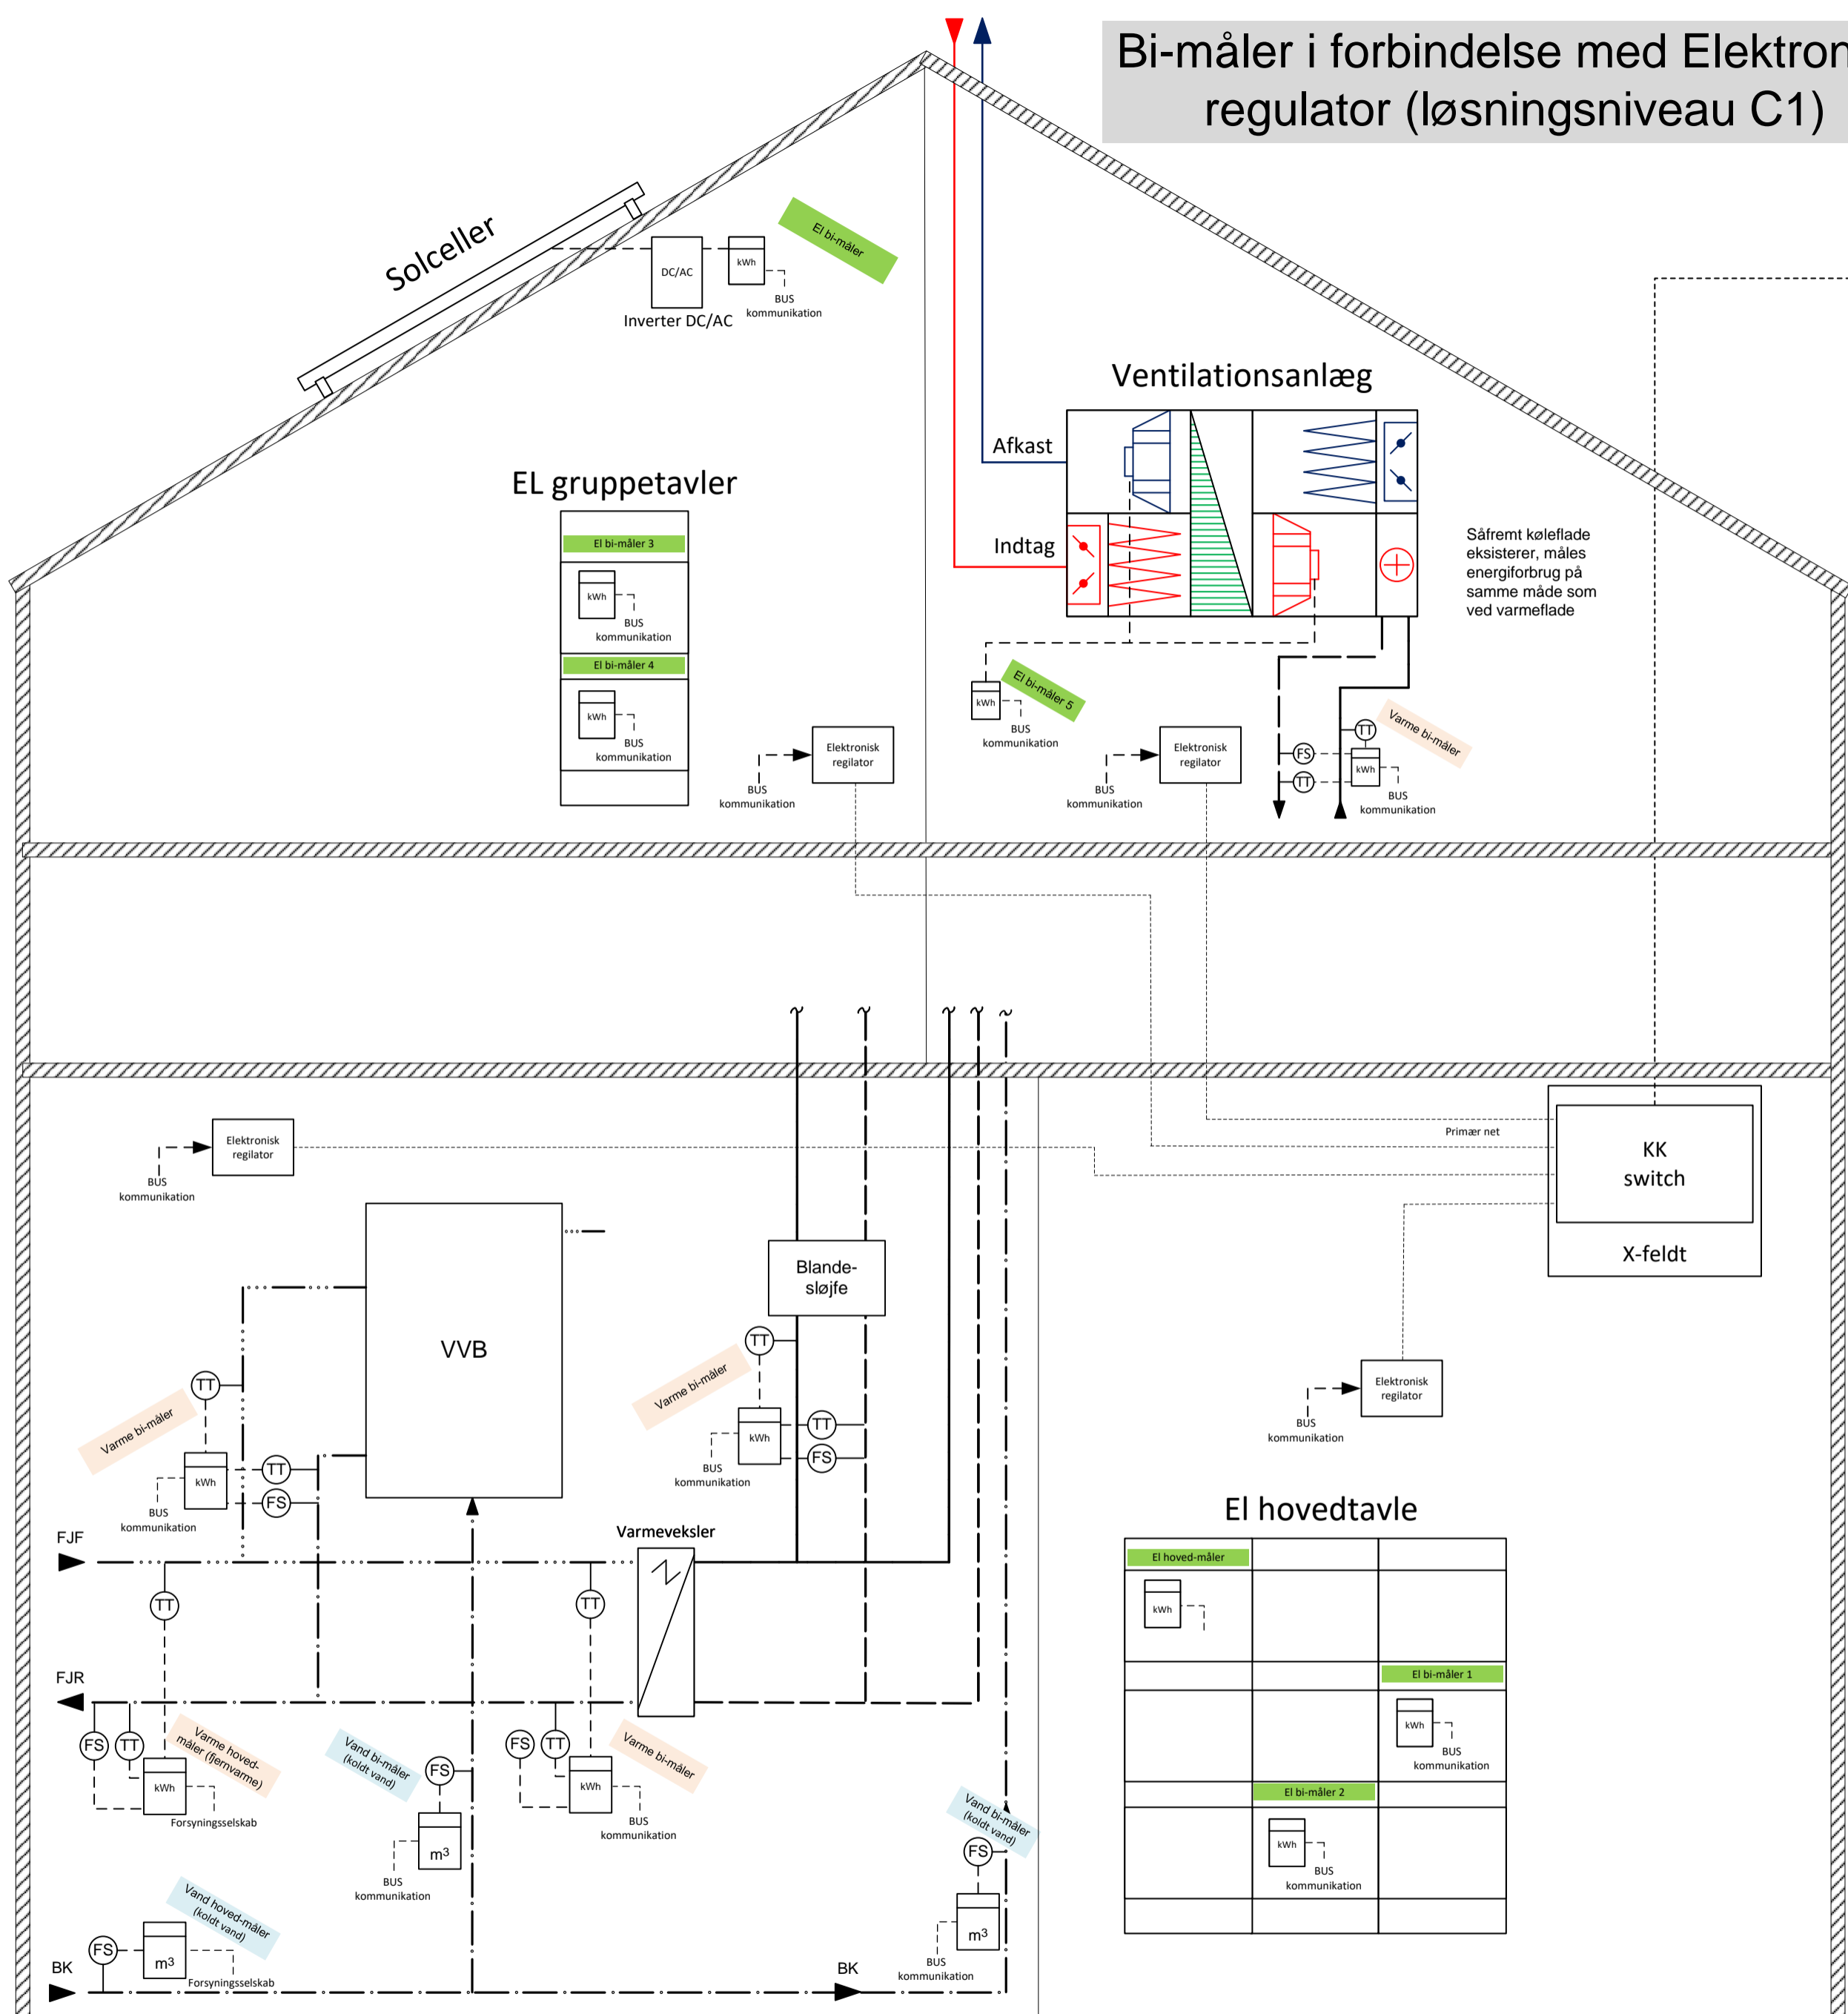 Bi-måler i forbindelse med Elektron
regulator (løsningsniveau C1)
Solceller
El bi-måler
DC/AC
kWh
BUS
kommunikation
Inverter DC/AC
Ventilationsanlæg
Afkast
Indtag
Såfremt køleflade
eksisterer, måles
energiforbrug på
samme måde som
ved varmeflade
EL gruppetavler
El bi-måler 3
kWh
BUS
kommunikation
El bi-måler 4
kWh
BUS
kommunikation
Elektronisk
regilator
BUS
kommunikation
El bi-måler 5
kWh
BUS
kommunikation
Elektronisk
regilator
BUS
kommunikation
Varme bi-måler
TT
FS
TT
kWh
BUS
kommunikation
Elektronisk
regilator
BUS
kommunikation
Primær net
KK
switch
X-feldt
VVB
Blande-
sløjfe
TT
Varme bi-måler
kWh
TT
FS
BUS
kommunikation
TT
Varme bi-måler
kWh
TT
FS
BUS
kommunikation
Elektronisk
regilator
BUS
kommunikation
FJF
Varmeveksler
TT
TT
FJR
FS
TT
Varme hoved-
måler (fjernvarme)
kWh
Forsyningsselskab
Vand bi-måler
(koldt vand)
FS
m3
BUS
kommunikation
FS
TT
Varme bi-måler
kWh
BUS
kommunikation
Vand bi-måler
(koldt vand)
FS
m3
BUS
kommunikation
Vand hoved-måler
(koldt vand)
FS
m3
Forsyningsselskab
BK
BK
El hovedtavle
El hoved-måler
kWh
El bi-måler 1
kWh
BUS
kommunikation
El bi-måler 2
kWh
BUS
kommunikation